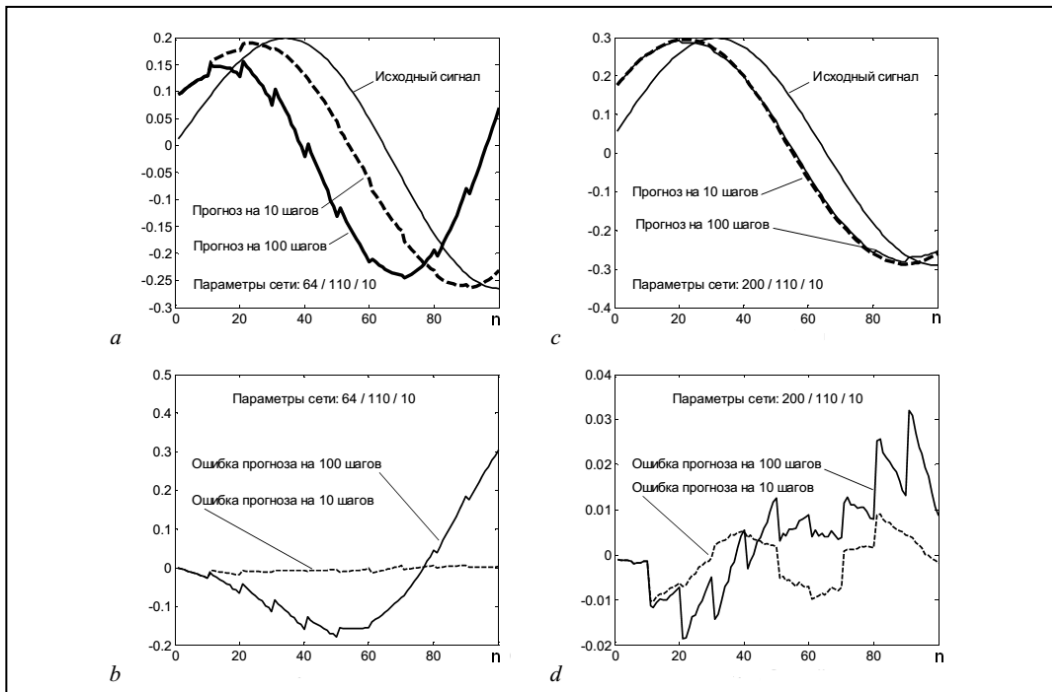 0.2
0.15
0.1
0.05
0
-0.05
-0.1
-0.15
-0.2
-0.25
-0.3
0
20
40
60
80
n
Исходный сигнал
Прогноз на 10 шагов
Прогноз на 100 шагов
Параметры сети: 64 / 110 / 10
a
0.3
0.2
0.1
0
-0.1
-0.2
-0.3
-0.4
0
20
40
60
80
n
Исходный сигнал
Прогноз на 10 шагов
Прогноз на 100 шагов
Параметры сети: 200 / 110 / 10
c
0.5
0.4
0.3
0.2
0.1
0
-0.1
-0.2
0
20
40
60
80
n
Параметры сети: 64 / 110 / 10
Ошибка прогноза на 100 шагов
Ошибка прогноза на 10 шагов
b
0.04
0.03
0.02
0.01
0
-0.01
-0.02
0
20
40
60
80
n
Параметры сети: 200 / 110 / 10
Ошибка прогноза на 100 шагов
Ошибка прогноза на 10 шагов
d